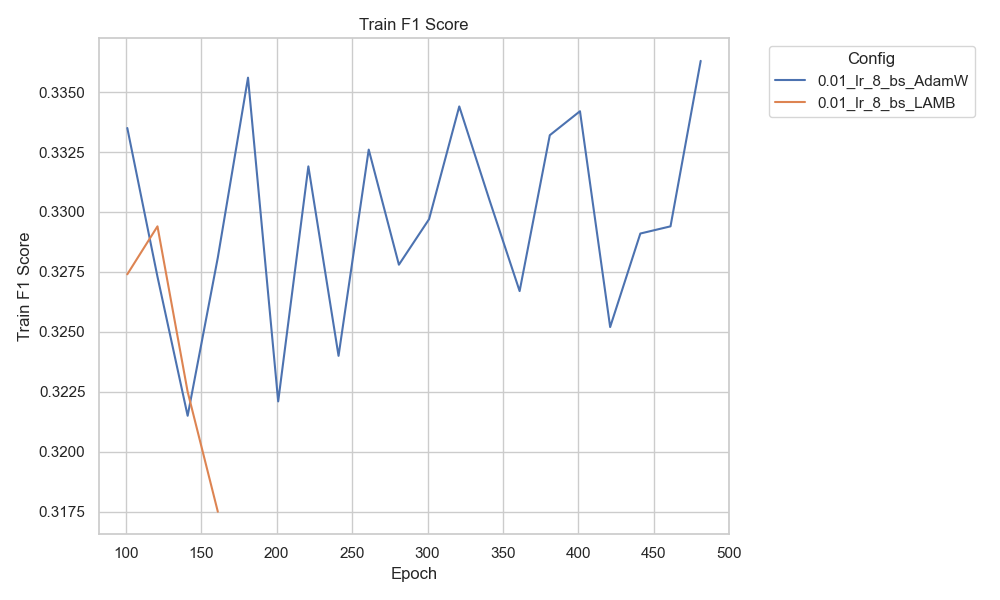 Train F1 Score
Config
0.01_lr_8_bs_AdamW
0.01_lr_8_bs_LAMB
Train F1 Score
0.3350
0.3325
0.3300
0.3275
0.3250
0.3225
0.3200
0.3175
100 150 200 250 300 350 400 450 500
Epoch